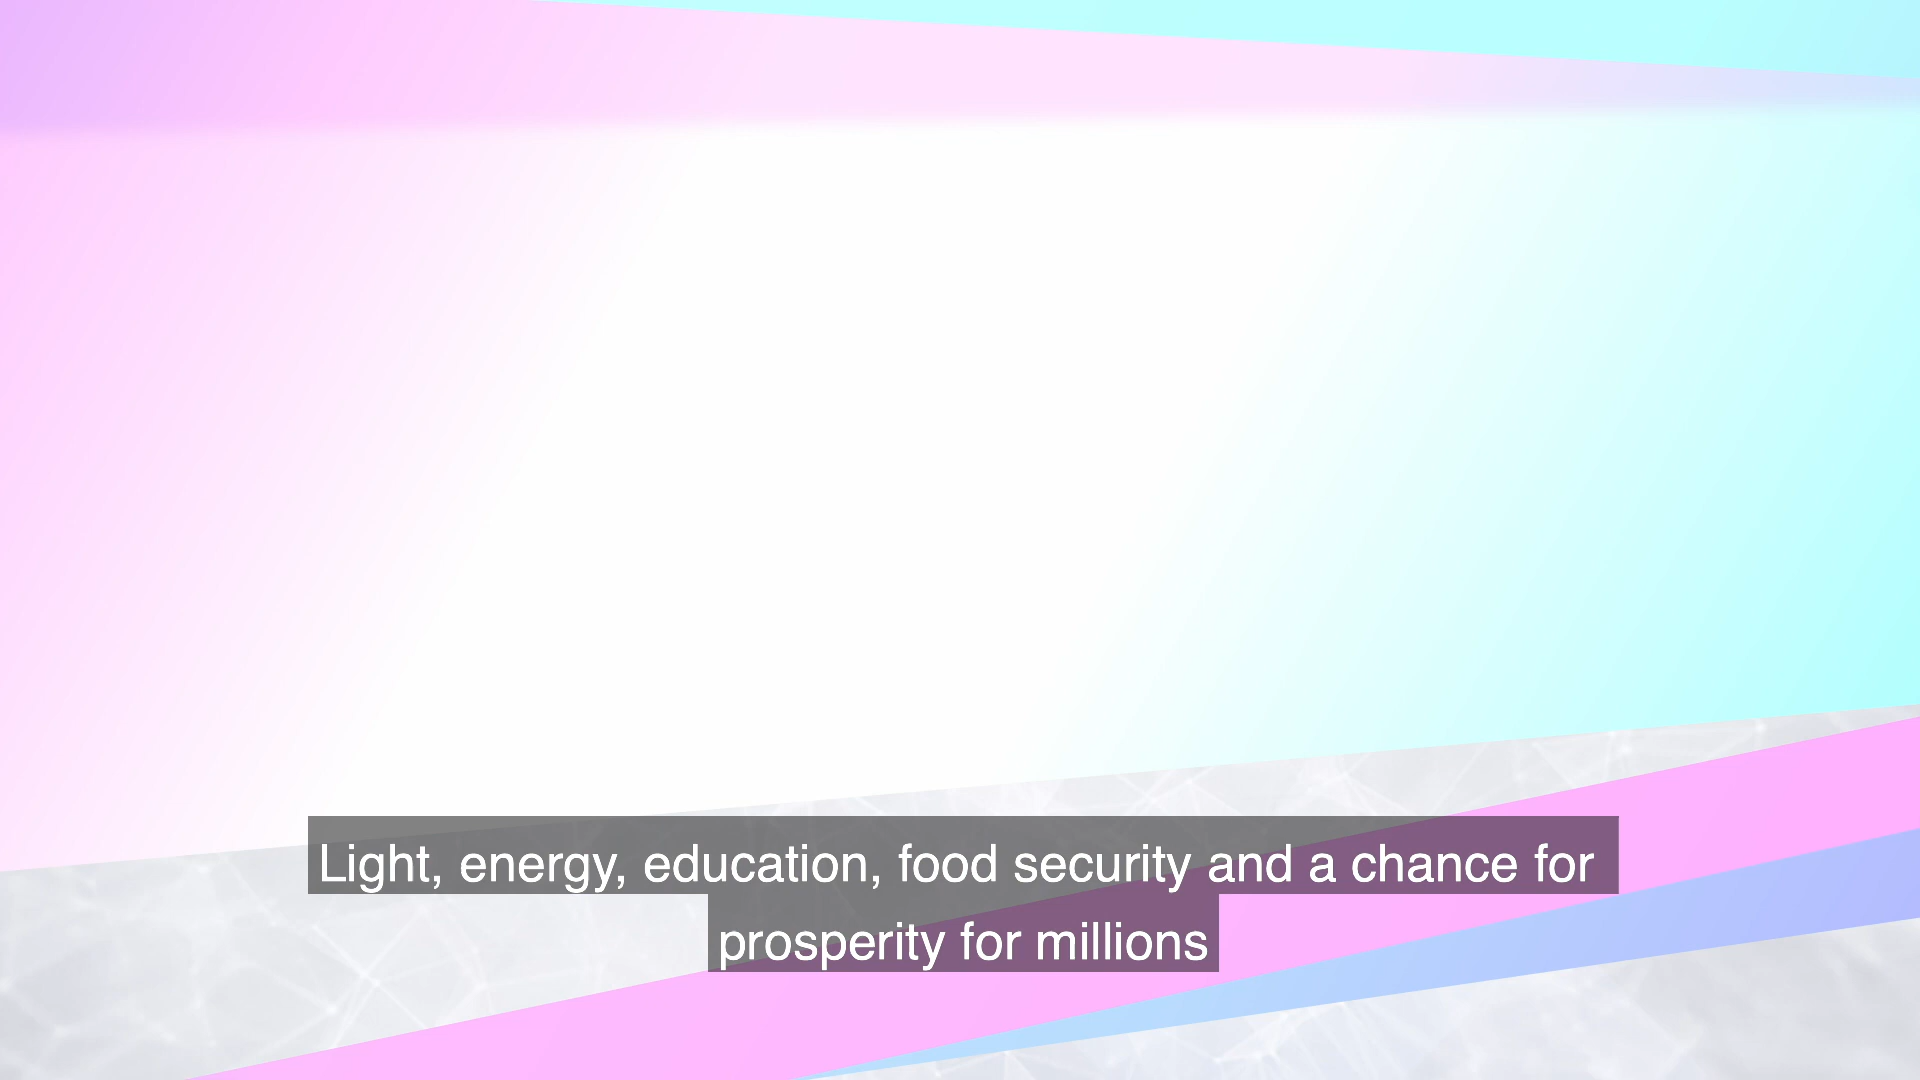 Light, energy, education, food security and a chance for
prosperity for millions